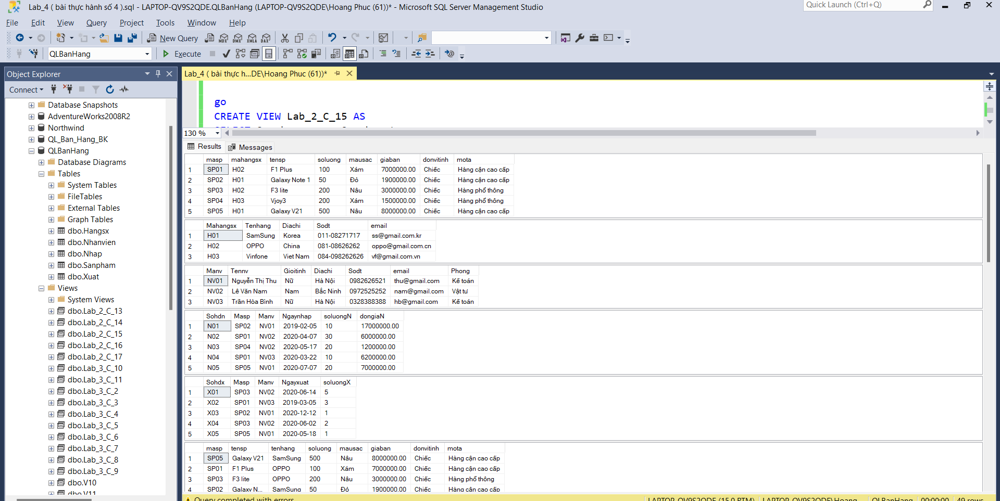 Lab_4 ( bài thực hành số 4 ).sql - LAPTOP-QV9S2QDE.QLBanHang (LAPTOP-QV9S2QDE\Hoang Phuc (61))* - Microsoft SQL Server Management Studio
Quick Launch (Ctrl+Q)
File Edit View Query Project Tools Window Help
New Query MDX DMX XMLA DAX
QLBanHang Execute
Object Explorer
Connect
Database Snapshots
AdventureWorks2008R2
Northwind
QL_Ban_Hang_BK
QLBanHang
Database Diagrams
Tables
System Tables
FileTables
External Tables
Graph Tables
dbo.Hangsx
dbo.Nhanvien
dbo.Nhap
dbo.Sanpham
dbo.Xuat
Views
System Views
dbo.Lab_2_C_13
dbo.Lab_2_C_14
dbo.Lab_2_C_15
dbo.Lab_2_C_16
dbo.Lab_2_C_17
dbo.Lab_3_C_10
dbo.Lab_3_C_11
dbo.Lab_3_C_2
dbo.Lab_3_C_3
dbo.Lab_3_C_4
dbo.Lab_3_C_5
dbo.Lab_3_C_6
dbo.Lab_3_C_7
dbo.Lab_3_C_8
dbo.Lab_3_C_9
dbo.V10
dbo.V11
Lab_4 ( bài thực h...DE\Hoang Phuc (61))*
go
CREATE VIEW Lab_2_C_15 AS
130 %
Results Messages
masp mahangsx tensp soluong mausac giaban donvitinh mota
1 SP01 H02 F1 Plus 100 Xám 7000000.00 Chiếc Hàng cận cao cấp
2 SP02 H01 Galaxy Note 1 50 Đỏ 1900000.00 Chiếc Hàng cận cao cấp
3 SP03 H02 F3 lite 200 Nâu 3000000.00 Chiếc Hàng phổ thông
4 SP04 H03 Vjoy3 200 Xám 1500000.00 Chiếc Hàng phổ thông
5 SP05 H01 Galaxy V21 500 Nâu 8000000.00 Chiếc Hàng cận cao cấp
Mahangsx Tenhang Diachi Sodt email
1 H01 SamSung Korea 011-08271717 ss@gmail.com.kr
2 H02 OPPO China 081-08626262 oppo@gmail.com.cn
3 H03 Vinfone Viet Nam 084-098262626 vf@gmail.com.vn
Manv Tennv Gioitinh Diachi Sodt email Phong
1 NV01 Nguyễn Thị Thu Nữ Hà Nội 0982626521 thu@gmail.com Kế toán
2 NV02 Lê Văn Nam Nam Bắc Ninh 0972525252 nam@gmail.com Vật tư
3 NV03 Trần Hòa Bình Nữ Hà Nội 0328388388 hb@gmail.com Kế toán
Sohdn Masp Manv Ngaynhap soluongN dongiaN
1 N01 SP02 NV01 2019-02-05 10 17000000.00
2 N02 SP01 NV02 2020-04-07 30 6000000.00
3 N03 SP04 NV02 2020-05-17 20 1200000.00
4 N04 SP01 NV03 2020-03-22 10 6200000.00
5 N05 SP05 NV01 2020-07-07 20 7000000.00
Sohdx Masp Manv Ngayxuat soluongX
1 X01 SP03 NV02 2020-06-14 5
2 X02 SP01 NV03 2019-03-05 3
3 X03 SP02 NV01 2020-12-12 1
4 X04 SP03 NV02 2020-06-02 2
5 X05 SP05 NV01 2020-05-18 1
masp tensp tenhang soluong mausac giaban donvitinh mota
1 SP05 Galaxy V21 SamSung 500 Nâu 8000000.00 Chiếc Hàng cận cao cấp
2 SP01 F1 Plus OPPO 100 Xám 7000000.00 Chiếc Hàng cận cao cấp
3 SP03 F3 lite OPPO 200 Nâu 3000000.00 Chiếc Hàng phổ thông
4 SP02 Galaxy N... SamSung 50 Đỏ 1900000.00 Chiếc Hàng cận cao cấp
Query completed with errors LAPTOP-QV9S2QDE (15.0 RTM) LAPTOP-QV9S2QDE\Hoang ... QLBanHang 00:00:00 49 rows